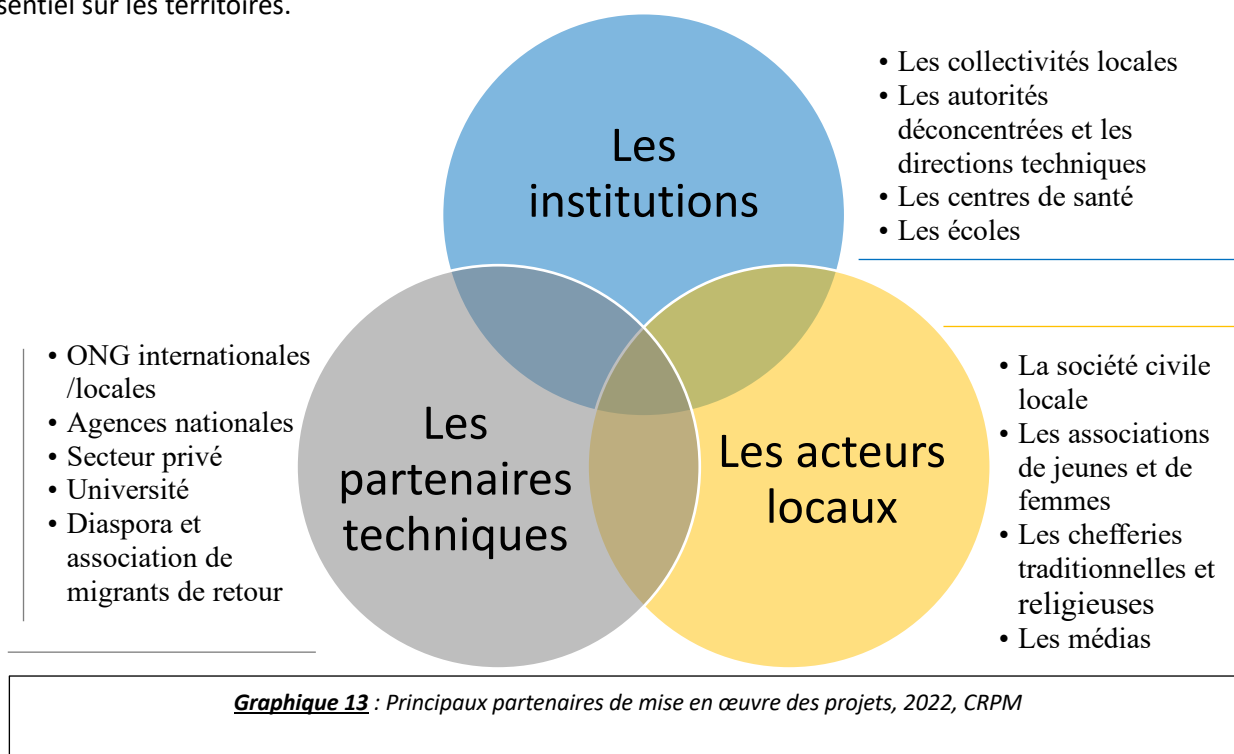 sentiel sur les territoires.
Les
institutions
• Les collectivités locales
• Les autorités
déconcentrées et les
directions techniques
• Les centres de santé
• Les écoles
• ONG internationales
/locales
• Agences nationales
• Secteur privé
• Université
• Diaspora et
association de
migrants de retour
Les
partenaires
techniques
Les acteurs
locaux
• La société civile
locale
• Les associations
de jeunes et de
femmes
• Les chefferies
traditionnelles et
religieuses
• Les médias
Graphique 13 : Principaux partenaires de mise en œuvre des projets, 2022, CRPM